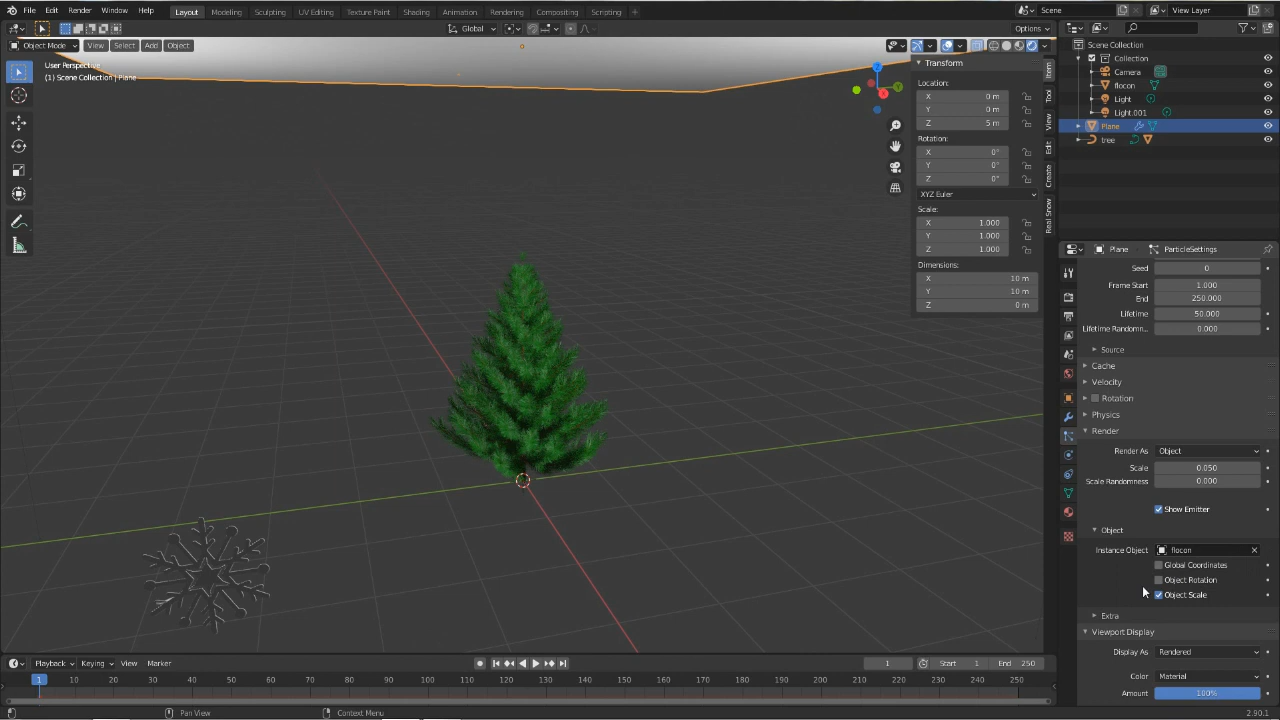 File Edit Render Window Help Layout Modeling Sculpting UV Editing Texture Paint Shading Animation Rendering Compositing Scripting + Scene View Layer
Global Options
Object Mode View Select Add Object
User Perspective
(1) Scene Collection | Plane
Transform
Location:
X 0 m
Y 0 m
Z 5 m
Rotation:
X 0°
Y 0°
Z 0°
XYZ Euler
Scale:
X 1.000
Y 1.000
Z 1.000
Dimensions:
X 10 m
Y 10 m
Z 0 m
Item
Tool
View
Edit
Create
Real Snow
Scene Collection
Collection
Camera
flocon
Light
Light.001
Plane
tree
Plane ParticleSettings
Seed 0
Frame Start 1.000
End 250.000
Lifetime 50.000
Lifetime Randomn... 0.000
Source
Cache
Velocity
Rotation
Physics
Render
Render As Object
Scale 0.050
Scale Randomness 0.000
Show Emitter
Object
Instance Object flocon
Global Coordinates
Object Rotation
Object Scale
Extra
Viewport Display
Display As Rendered
Color Material
Amount 100%
Playback Keying View Marker 1 Start 1 End 250
1 10 20 30 40 50 60 70 80 90 100 110 120 130 140 150 160 170 180 190 200 210 220 230 240 250
Pan View Context Menu 2.90.1